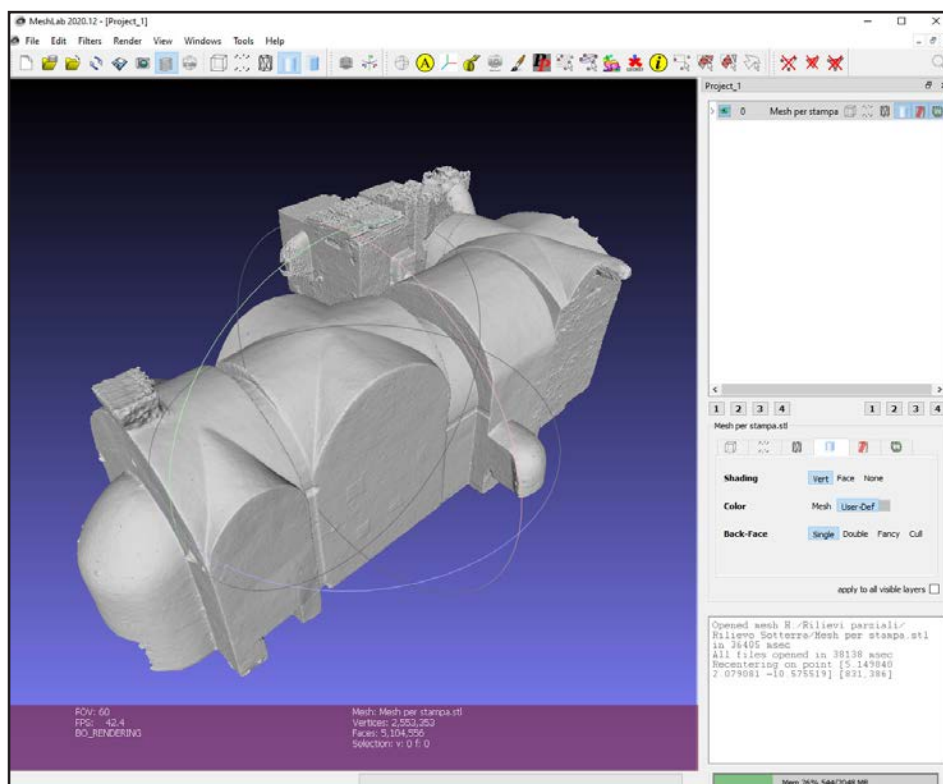 MeshLab 2020.12 - [Project_1]
File Edit Filters Render View Windows Tools Help
Project_1
0 Mesh per stampa
1 2 3 4 1 2 3 4
Mesh per stampa.stl
Shading Vert Face None
Color Mesh User-Def
Back-Face Single Double Fancy Cull
apply to all visible layers
Opened mesh H:/Rilievi parziali/
Rilievo Sotterra/Mesh per stampa.stl
in 36405 msec
All files opened in 38138 msec
Recentering on point [5.149840
2.079081 -10.575519] [831,386]
FOV: 60
FPS: 42.4
BO_RENDERING
Mesh: Mesh per stampa.stl
Vertices: 2,553,353
Faces: 5,104,556
Selection: v: 0 f: 0
Mem 26% 544/2048 MB